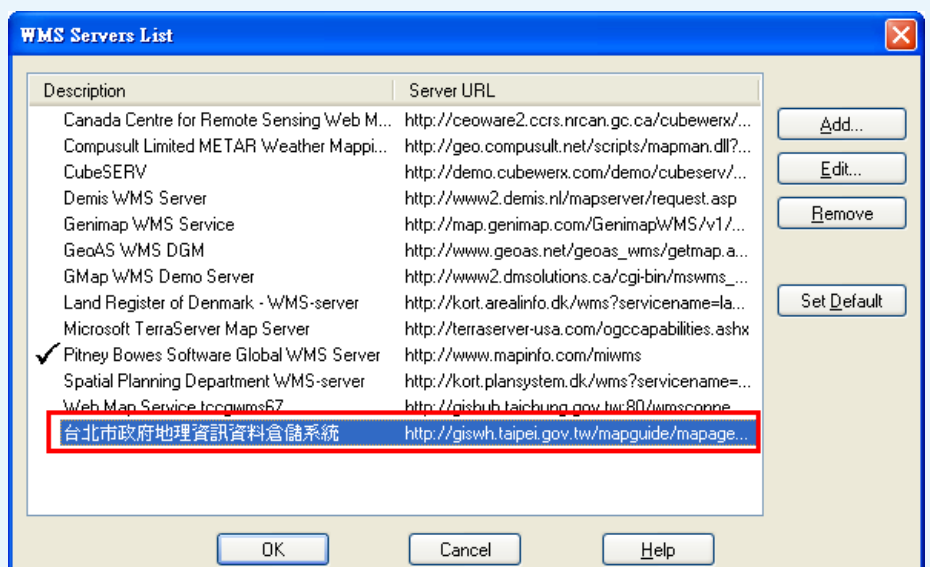 WMS Servers List
Description Server URL
Canada Centre for Remote Sensing Web M... http://ceoware2.ccrs.nrcan.gc.ca/cubewerx/...
Compusult Limited METAR Weather Mappi... http://geo.compusult.net/scripts/mapman.dll?...
CubeSERV http://demo.cubewerx.com/demo/cubeserv/...
Demis WMS Server http://www2.demis.nl/mapserver/request.asp
Genimap WMS Service http://map.genimap.com/GenimapWMS/v1/...
GeoAS WMS DGM http://www.geoas.net/geoas_wms/getmap.a...
GMap WMS Demo Server http://www2.dmsolutions.ca/cgi-bin/mswms_...
Land Register of Denmark - WMS-server http://kort.arealinfo.dk/wms?servicename=la...
Microsoft TerraServer Map Server http://terraserver-usa.com/ogccapabilities.ashx
Pitney Bowes Software Global WMS Server http://www.mapinfo.com/miwms
Spatial Planning Department WMS-server http://kort.plansystem.dk/wms?servicename=...
Web Map Service tccgwms67 http://gishub.taichung.gov.tw:80/wmsconne...
台北市政府地理資訊資料倉儲系統 http://giswh.taipei.gov.tw/mapguide/mapage...
Add...
Edit...
Remove
Set Default
OK Cancel Help